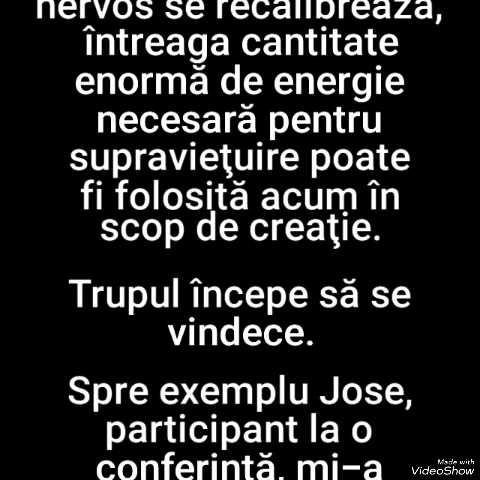 nervos se recalibrează,
întreaga cantitate
enormă de energie
necesară pentru
supravieţuire poate
fi folosită acum în
scop de creaţie.
Trupul începe să se
vindece.
Spre exemplu Jose,
participant la o
conferinţă, mi-a
Made with
VideoShow